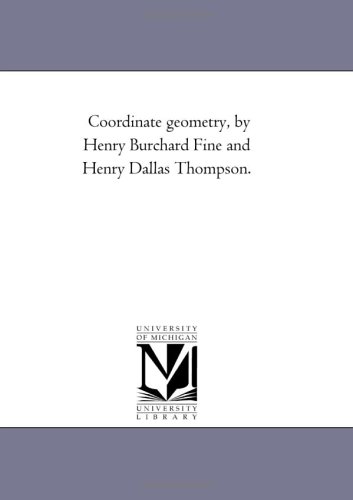 Coordinate geometry, by
Henry Burchard Fine and
Henry Dallas Thompson.
UNIVERSITY
OF MICHIGAN
UNIVERSITY
LIBRARY